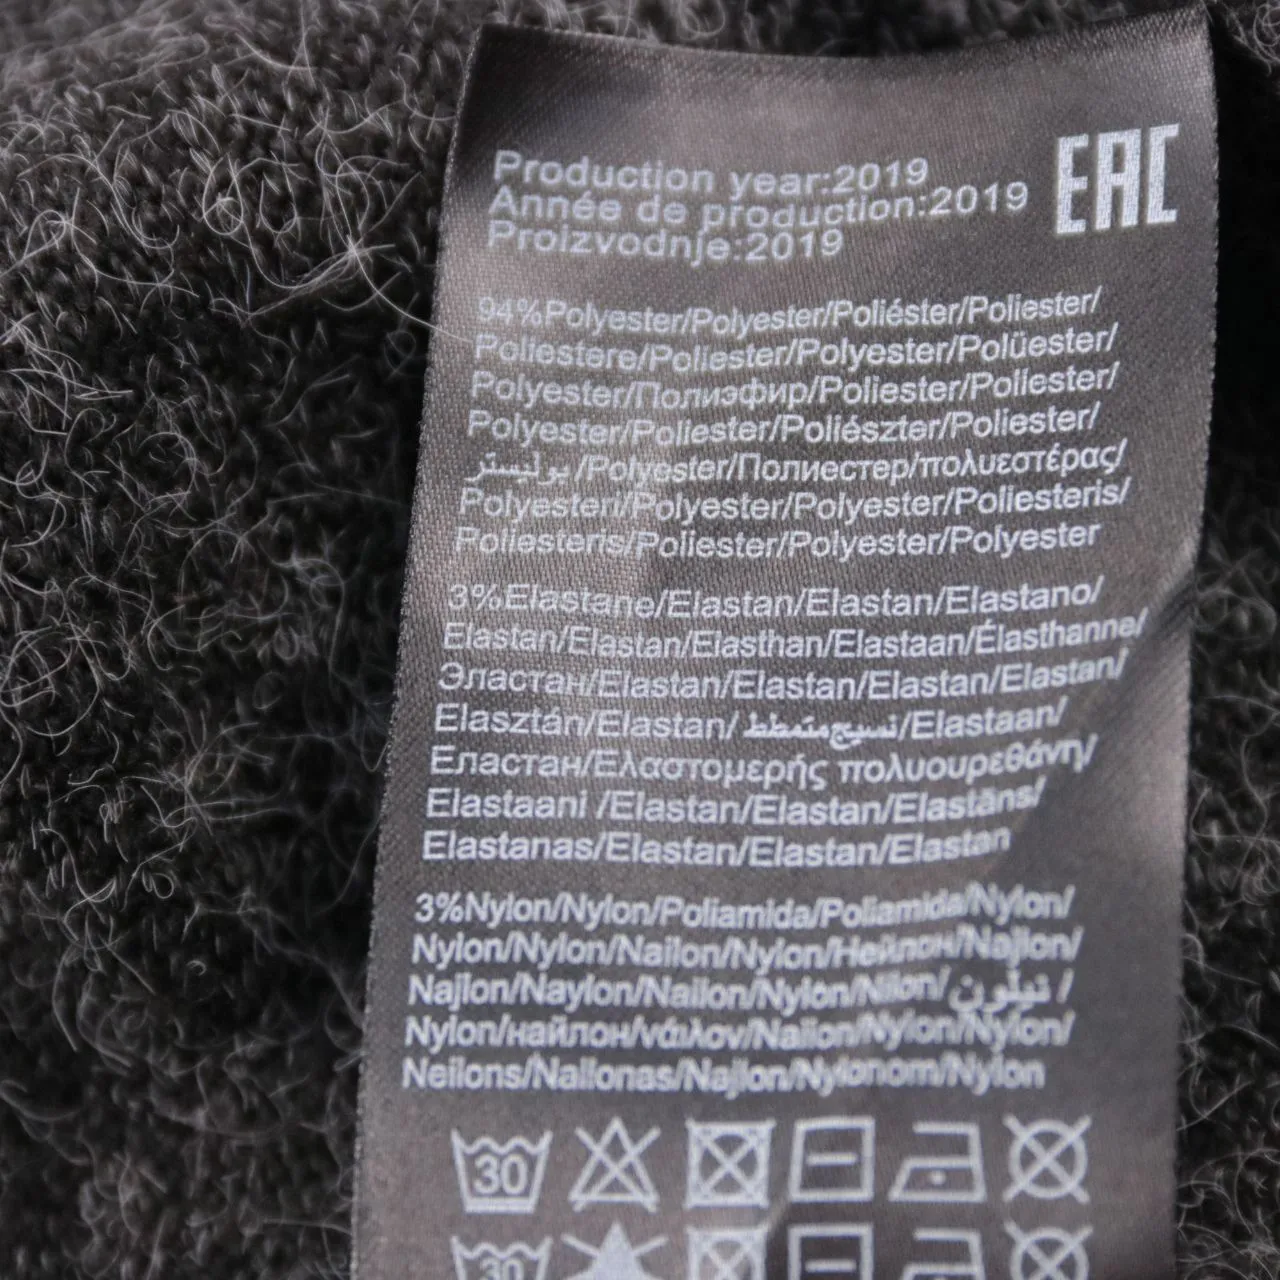 Production year:2019
Année de production:2019
Proizvodnje:2019
EAC
94%Polyester/Polyester/Poliéster/Poliester/
Poliestere/Poliester/Polyester/Polüester/
Polyester/Полиэфир/Poliester/Poliester/
Polyester/Poliester/Poliészter/Poliester/
بوليستر/Polyester/Полиестер/πολυεστέρας/
Polyesteri/Polyester/Polyester/Poliesteris/
Poliesteris/Poliester/Polyester/Polyester
3%Elastane/Elastan/Elastan/Elastano/
Elastan/Elastan/Elasthan/Elastaan/Élasthanne/
Эластан/Elastan/Elastan/Elastan/Elastan/
Elasztán/Elastan/نسيج متمطط/Elastaan/
Еластан/Ελαστομερής πολυουρεθάνη/
Elastaani /Elastan/Elastan/Elastāns/
Elastanas/Elastan/Elastan/Elastan
3%Nylon/Nylon/Poliamida/Poliamida/Nylon/
Nylon/Nylon/Nailon/Nylon/Нейлон/Najlon/
Najlon/Naylon/Nailon/Nylon/Nilon/نيلون /
Nylon/найлон/νάιλον/Nailon/Nylon/Nylon/
Neilons/Nailonas/Najlon/Nylonom/Nylon
30
30